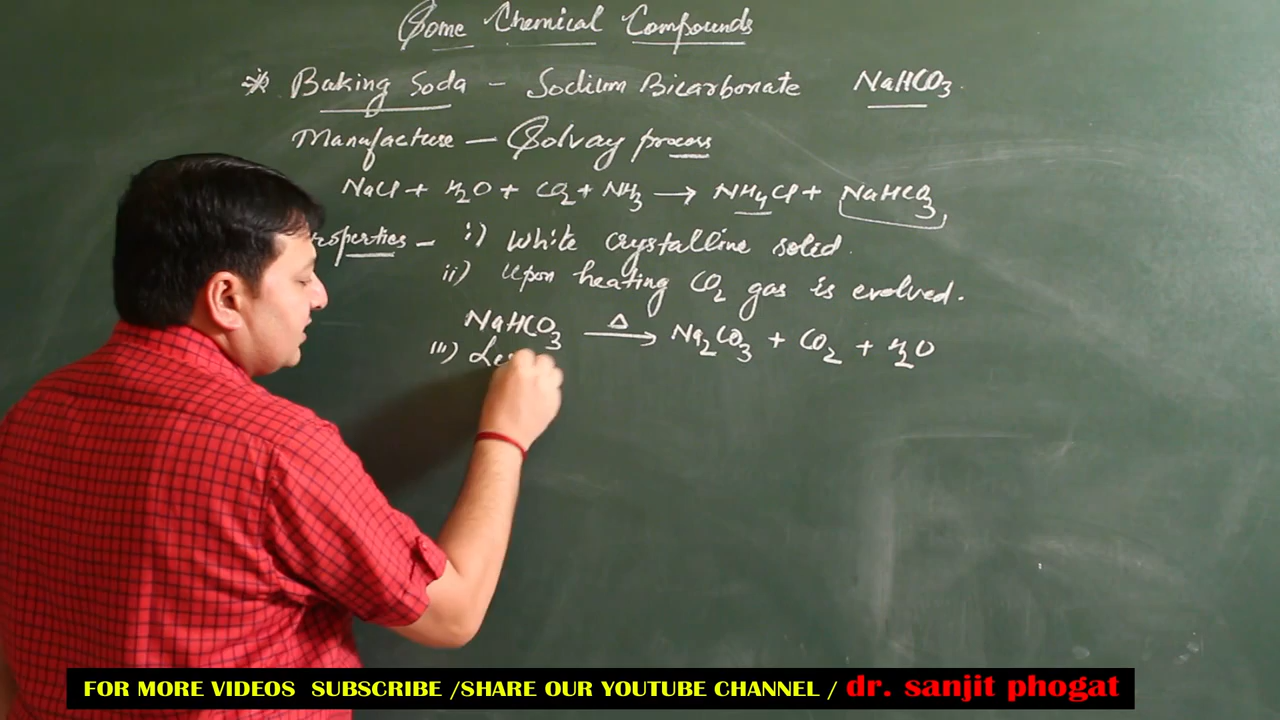 Some Chemical Compounds
* Baking Soda - Sodium Bicarbonate NaHCO3.
Manufacture - Solvay process
NaCl + H2O + CO2 + NH3 → NH4Cl + NaHCO3
roperties - i) White crystalline solid.
ii) Upon heating CO2 gas is evolved.
NaHCO3 Δ→ Na2CO3 + CO2 + H2O
iii) Les
FOR MORE VIDEOS SUBSCRIBE /SHARE OUR YOUTUBE CHANNEL / dr. sanjit phogat